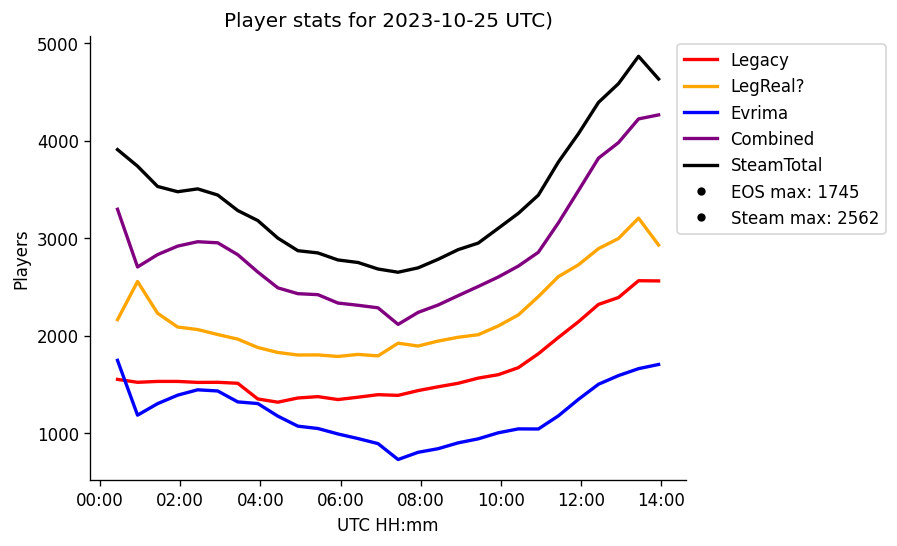 Player stats for 2023-10-25 UTC)
5000
4000
3000
2000
1000
Players
00:00 02:00 04:00 06:00 08:00 10:00 12:00 14:00
UTC HH:mm
Legacy
LegReal?
Evrima
Combined
SteamTotal
EOS max: 1745
Steam max: 2562